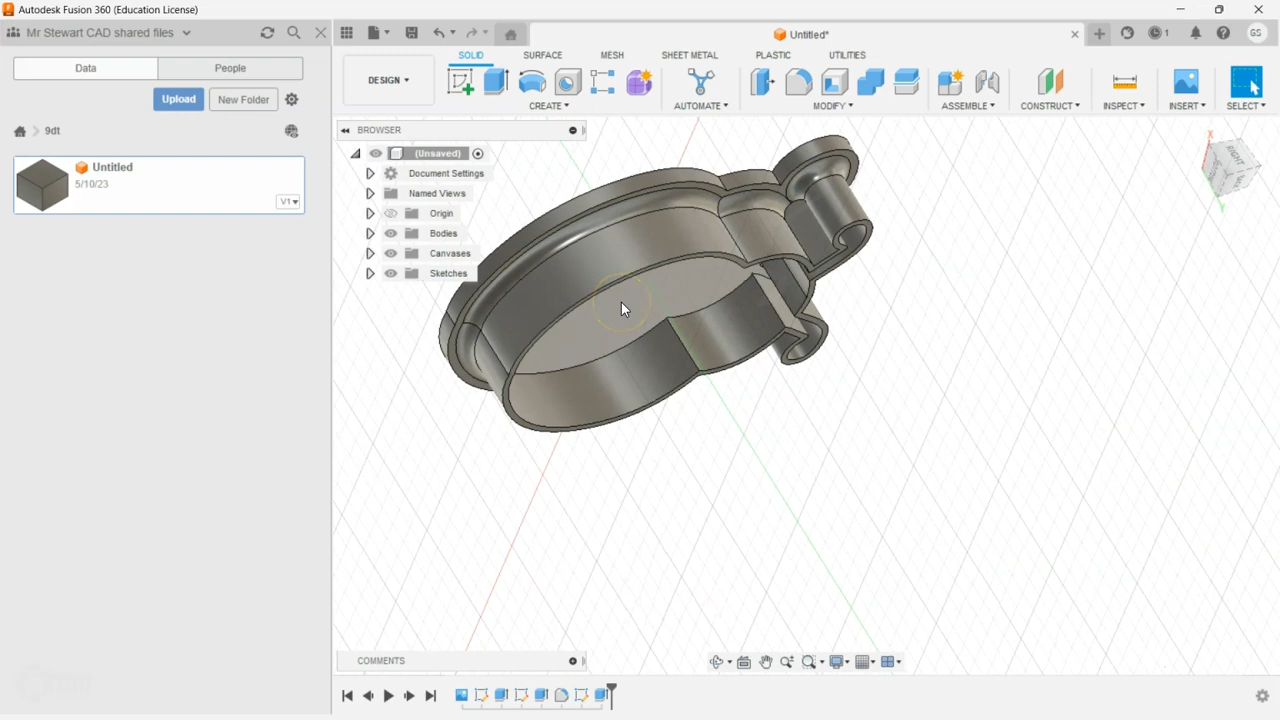 Autodesk Fusion 360 (Education License)
Mr Stewart CAD shared files
Untitled*
1
GS
Data
People
Upload
New Folder
9dt
Untitled
5/10/23
V1
SOLID
SURFACE
MESH
SHEET METAL
PLASTIC
UTILITIES
DESIGN
CREATE
AUTOMATE
MODIFY
ASSEMBLE
CONSTRUCT
INSPECT
INSERT
SELECT
BROWSER
(Unsaved)
Document Settings
Named Views
Origin
Bodies
Canvases
Sketches
X
RIGHT
Y
COMMENTS